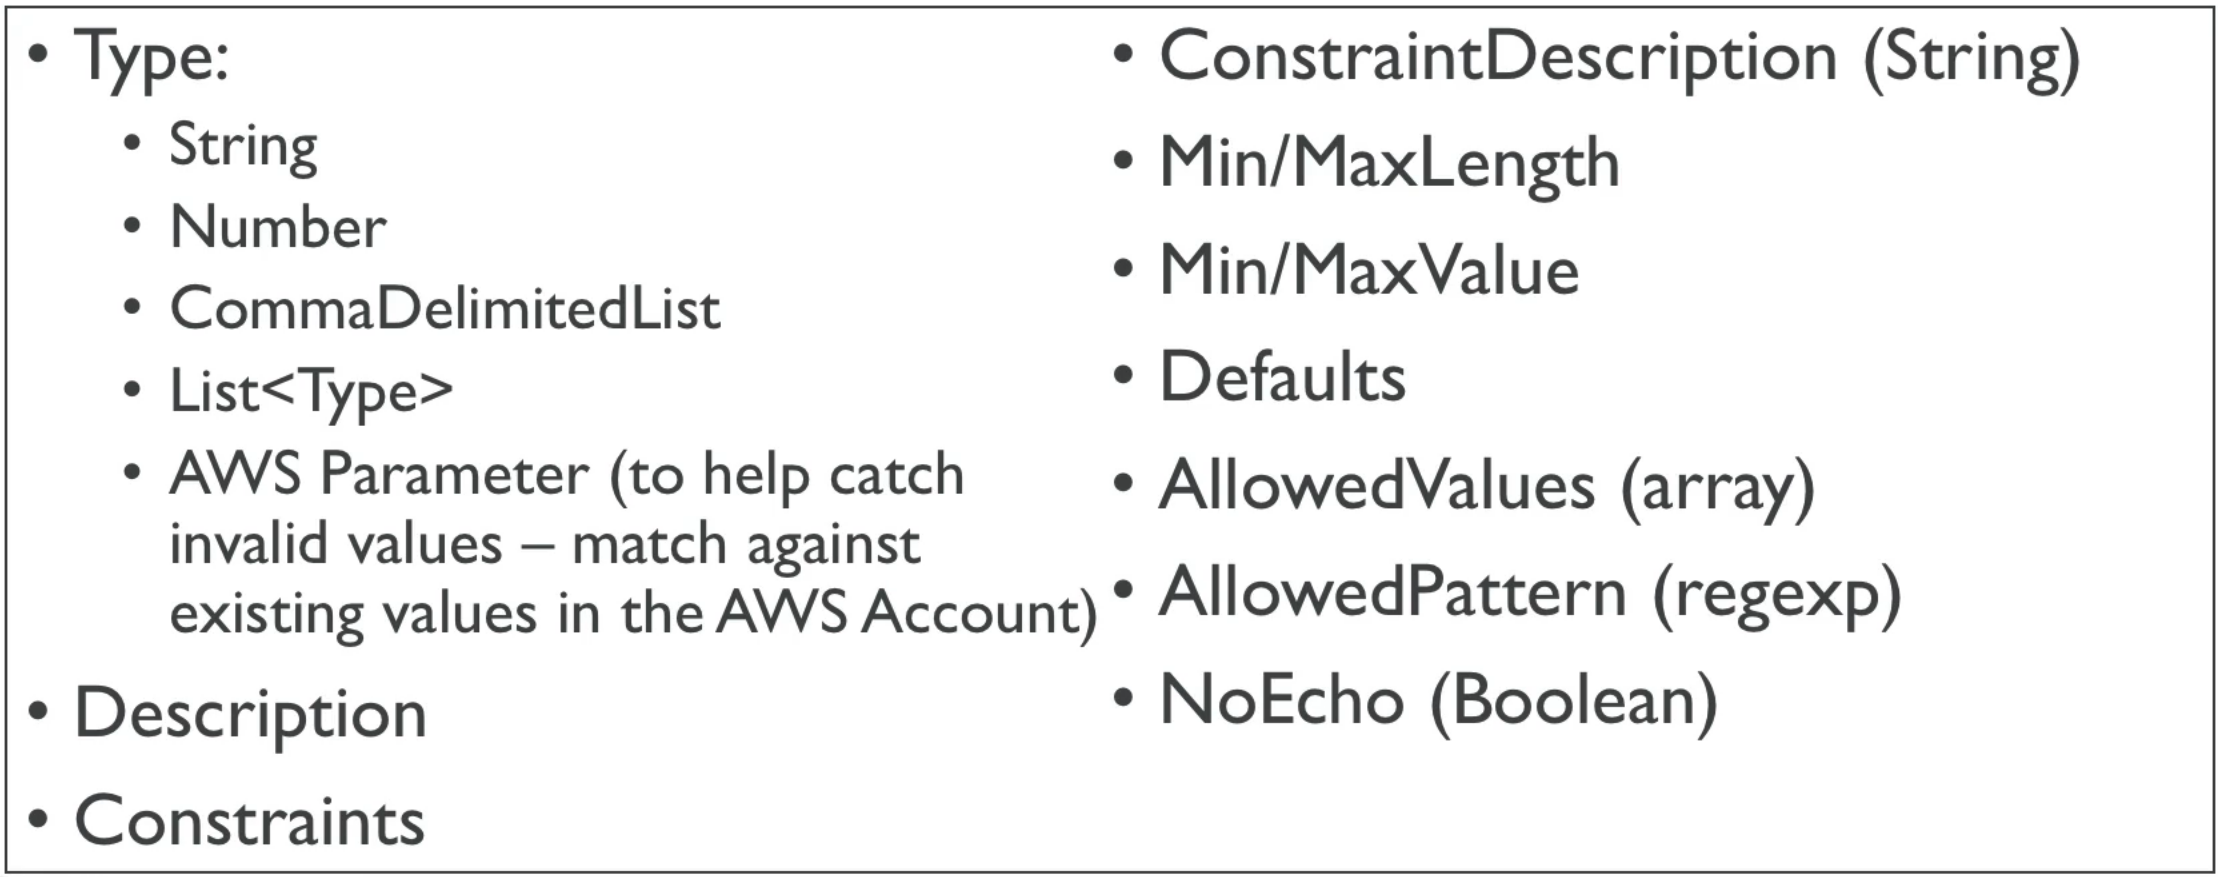 • Type:
• String
• Number
• CommaDelimitedList
• List<Type>
• AWS Parameter (to help catch
invalid values – match against
existing values in the AWS Account)
• Description
• Constraints
• ConstraintDescription (String)
• Min/MaxLength
• Min/MaxValue
• Defaults
• AllowedValues (array)
• AllowedPattern (regexp)
• NoEcho (Boolean)